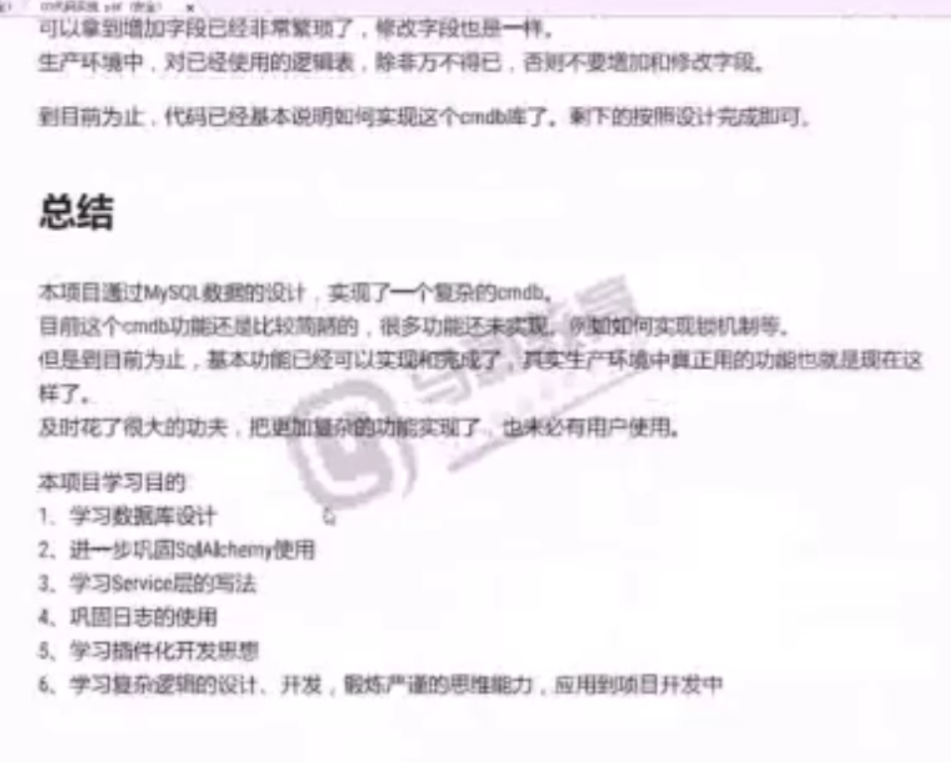 可以拿到增加字段已经非常繁琐了，修改字段也是一样。
生产环境中，对已经使用的逻辑表，除非万不得已，否则不要增加和修改字段。
到目前为止，代码已经基本说明如何实现这个cmdb库了。剩下的按照设计完成即可。
总结
本项目通过MySQL数据的设计，实现了一个复杂的cmdb。
目前这个cmdb功能还是比较简陋的，很多功能还未实现。例如如何实现锁机制等。
但是到目前为止，基本功能已经可以实现和完成了，其实生产环境中真正用的功能也就是现在这
样了。
及时花了很大的功夫，把更加复杂的功能实现了，也未必有用户使用。
本项目学习目的
1、学习数据库设计
2、进一步巩固SqlAlchemy使用
3、学习Service层的写法
4、巩固日志的使用
5、学习插件化开发思想
6、学习复杂逻辑的设计、开发，锻炼严谨的思维能力，应用到项目开发中